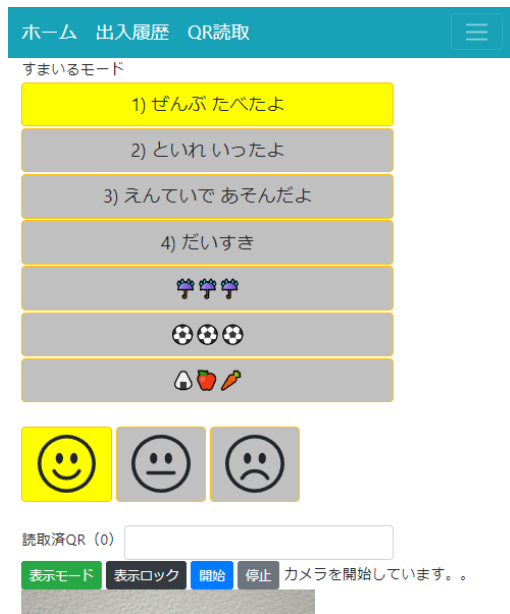 ホーム 出入履歴 QR読取
すまいるモード
1) ぜんぶ たべたよ
2) といれ いったよ
3) えんていで あそんだよ
4) だいすき
☔☔☔
⚽⚽⚽
🍙🍎🥕
読取済QR（0）
表示モード 表示ロック 開始 停止 カメラを開始しています。。